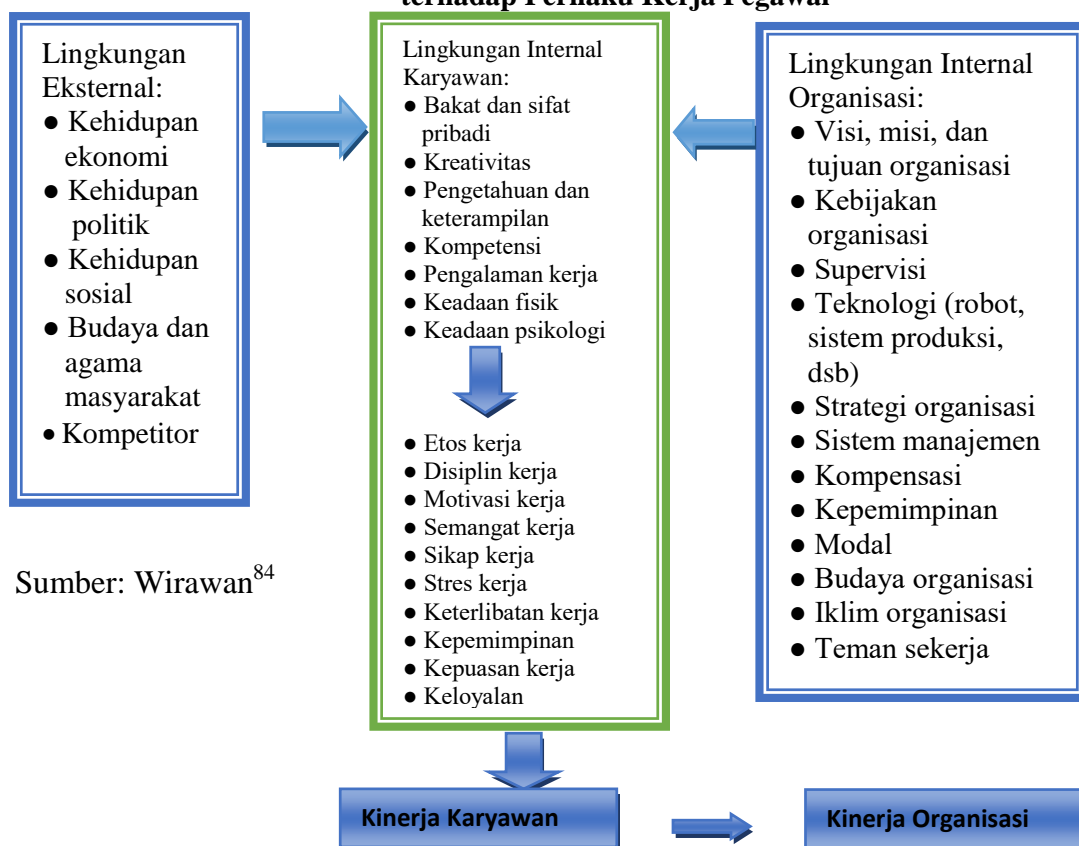 terhadap Perilaku Kerja Pegawai
Lingkungan
Eksternal:
● Kehidupan
ekonomi
● Kehidupan
politik
● Kehidupan
sosial
● Budaya dan
agama
masyarakat
● Kompetitor
Sumber: Wirawan84
Lingkungan Internal
Karyawan:
● Bakat dan sifat
pribadi
● Kreativitas
● Pengetahuan dan
keterampilan
● Kompetensi
● Pengalaman kerja
● Keadaan fisik
● Keadaan psikologi
● Etos kerja
● Disiplin kerja
● Motivasi kerja
● Semangat kerja
● Sikap kerja
● Stres kerja
● Keterlibatan kerja
● Kepemimpinan
● Kepuasan kerja
● Keloyalan
Lingkungan Internal
Organisasi:
● Visi, misi, dan
tujuan organisasi
● Kebijakan
organisasi
● Supervisi
● Teknologi (robot,
sistem produksi,
dsb)
● Strategi organisasi
● Sistem manajemen
● Kompensasi
● Kepemimpinan
● Modal
● Budaya organisasi
● Iklim organisasi
● Teman sekerja
Kinerja Karyawan
Kinerja Organisasi